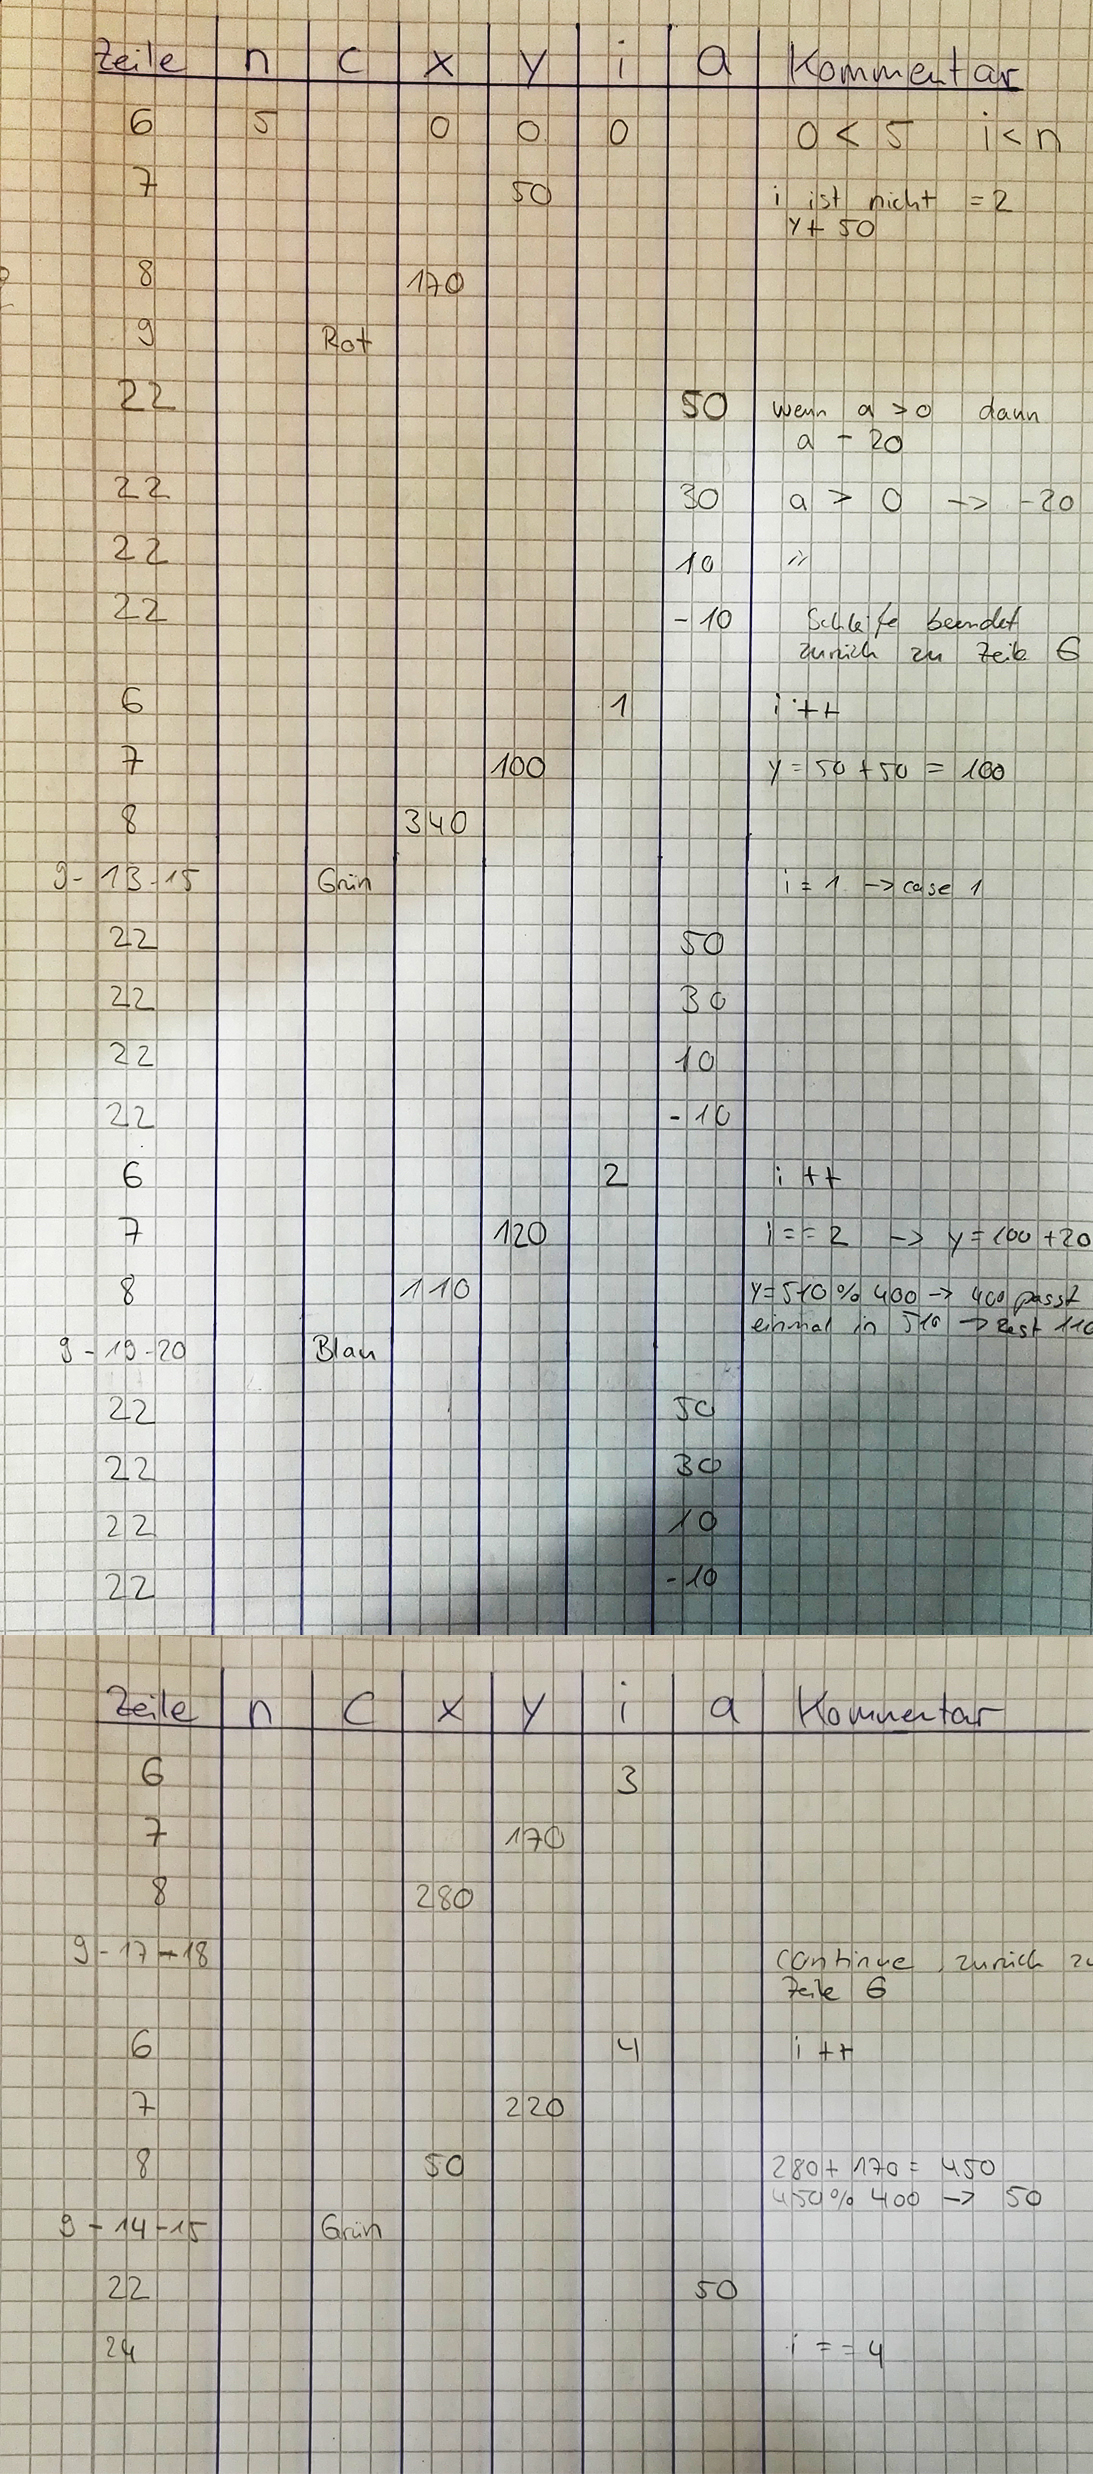 Zeile n C x y i a Kommentar
6 5 0 0 0 0 < 5 i < n
7 50 i ist nicht = 2
y + 50
8 170
9 Rot
22 50 wenn a > 0 dann
a - 20
22 30 a > 0 -> -20
22 10 "
22 -10 Schleife beendet
zurück zu Zeile 6
6 1 i ++
7 100 y = 50 + 50 = 100
8 340
9-13-15 Grün i = 1 -> case 1
22 50
22 30
22 10
22 -10
6 2 i ++
7 120 i == 2 -> y = 100 + 20
8 110 y = 510 % 400 -> 400 passt
einmal in 510 -> Rest 110
9-19-20 Blau
22 50
22 30
22 10
22 -10
Zeile n C x y i a Kommentar
6 3
7 170
8 280
9-17-18 continue, zurück zu
Zeile 6
6 4 i ++
7 220
8 50 280 + 170 = 450
450 % 400 -> 50
9-14-15 Grün
22 50
24 i == 4